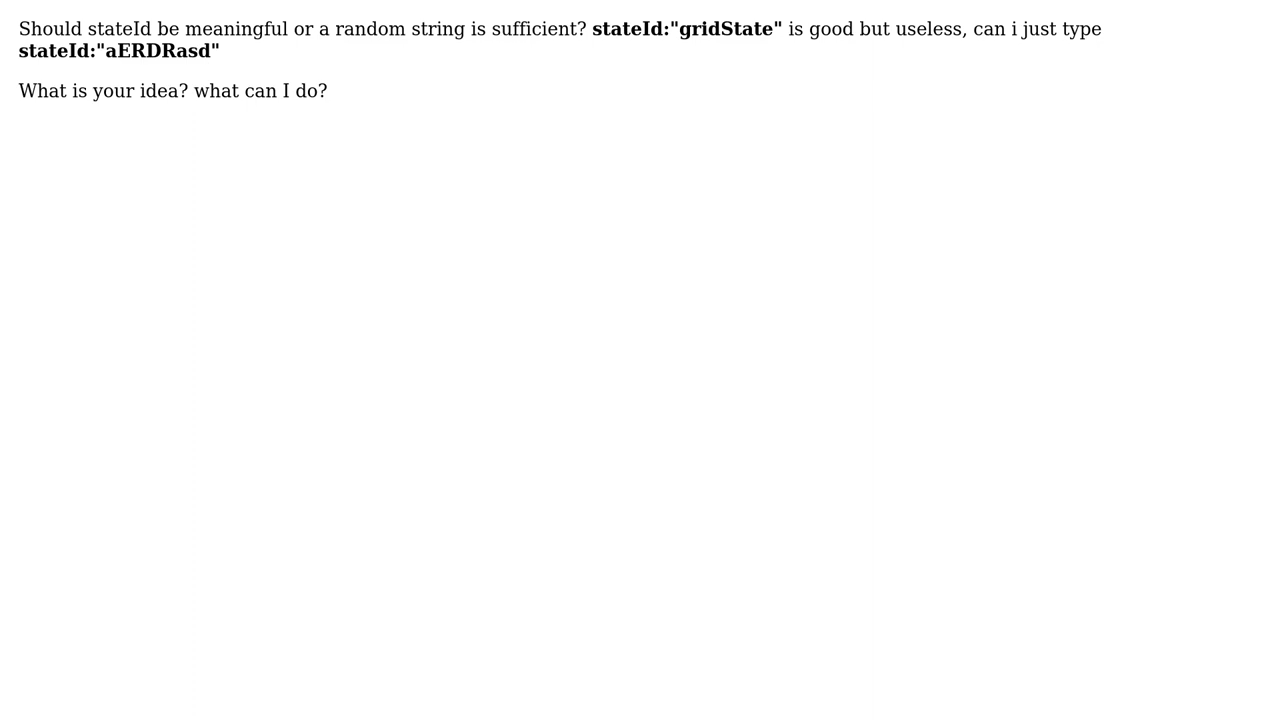 Should stateId be meaningful or a random string is sufficient? stateId:"gridState" is good but useless, can i just type
stateId:"aERDRasd"
What is your idea? what can I do?